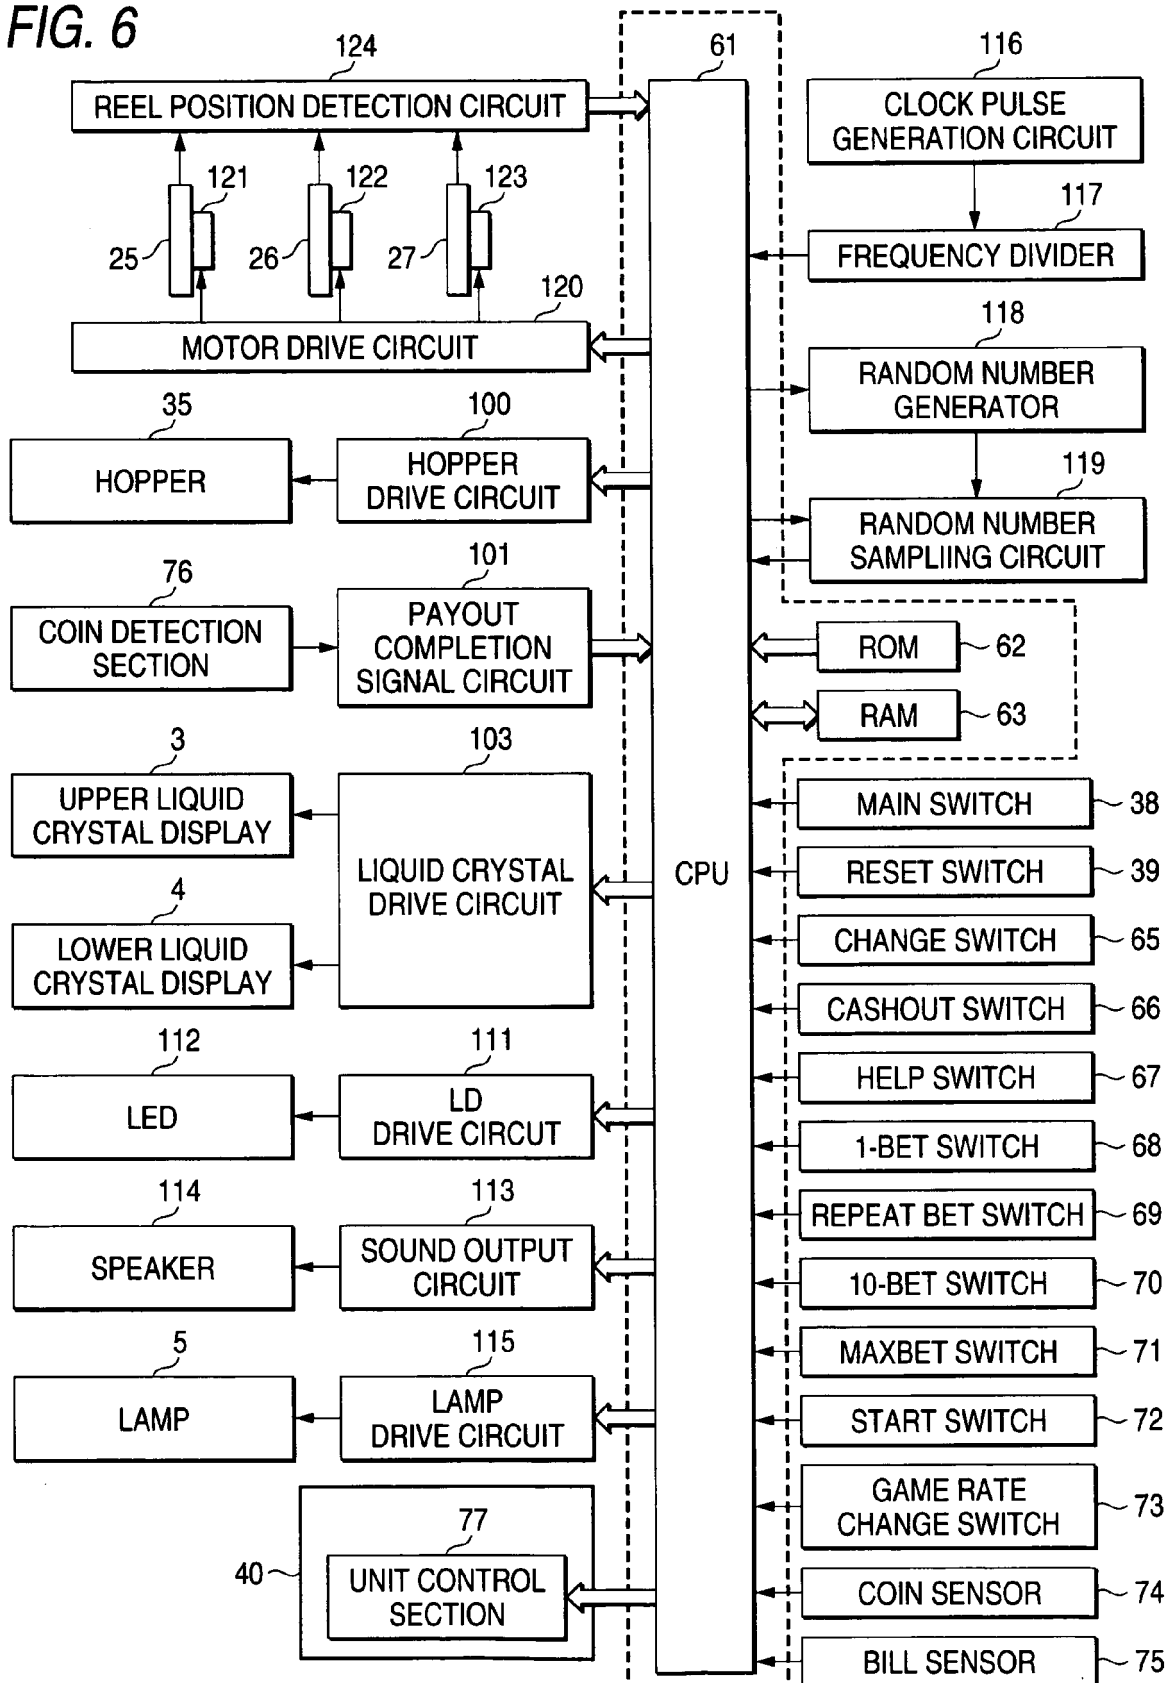 FIG. 6
124
REEL POSITION DETECTION CIRCUIT
121
122
123
25
26
27
120
MOTOR DRIVE CIRCUIT
35
HOPPER
100
HOPPER
DRIVE CIRCUIT
76
COIN DETECTION
SECTION
101
PAYOUT
COMPLETION
SIGNAL CIRCUIT
3
UPPER LIQUID
CRYSTAL DISPLAY
103
LIQUID CRYSTAL
DRIVE CIRCUIT
4
LOWER LIQUID
CRYSTAL DISPLAY
112
LED
111
LD
DRIVE CIRCUT
114
SPEAKER
113
SOUND OUTPUT
CIRCUIT
5
LAMP
115
LAMP
DRIVE CIRCUIT
40
77
UNIT CONTROL
SECTION
61
CPU
116
CLOCK PULSE
GENERATION CIRCUIT
117
FREQUENCY DIVIDER
118
RANDOM NUMBER
GENERATOR
119
RANDOM NUMBER
SAMPLIING CIRCUIT
ROM
62
RAM
63
MAIN SWITCH
38
RESET SWITCH
39
CHANGE SWITCH
65
CASHOUT SWITCH
66
HELP SWITCH
67
1-BET SWITCH
68
REPEAT BET SWITCH
69
10-BET SWITCH
70
MAXBET SWITCH
71
START SWITCH
72
GAME RATE
CHANGE SWITCH
73
COIN SENSOR
74
BILL SENSOR
75